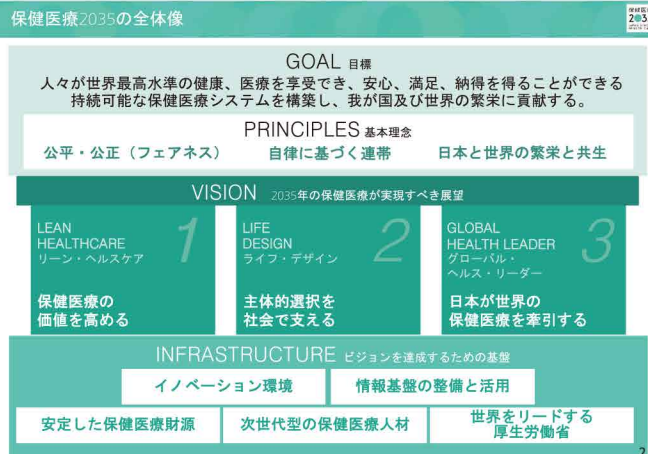 保健医療2035の全体像
保健医療
GOAL 目標
人々が世界最高水準の健康、医療を享受でき、安心、満足、納得を得ることができる
持続可能な保健医療システムを構築し、我が国及び世界の繁栄に貢献する。
PRINCIPLES 基本理念
公平・公正（フェアネス）
自律に基づく連帯
日本と世界の繁栄と共生
VISION 2035年の保健医療が実現すべき展望
LEAN
HEALTHCARE
リーン・ヘルスケア
1
保健医療の
価値を高める
LIFE
DESIGN
ライフ・デザイン
2
主体的選択を
社会で支える
GLOBAL
HEALTH LEADER
グローバル・
ヘルス・リーダー
3
日本が世界の
保健医療を牽引する
INFRASTRUCTURE ビジョンを達成するための基盤
イノベーション環境
情報基盤の整備と活用
安定した保健医療財源
次世代型の保健医療人材
世界をリードする
厚生労働省
2